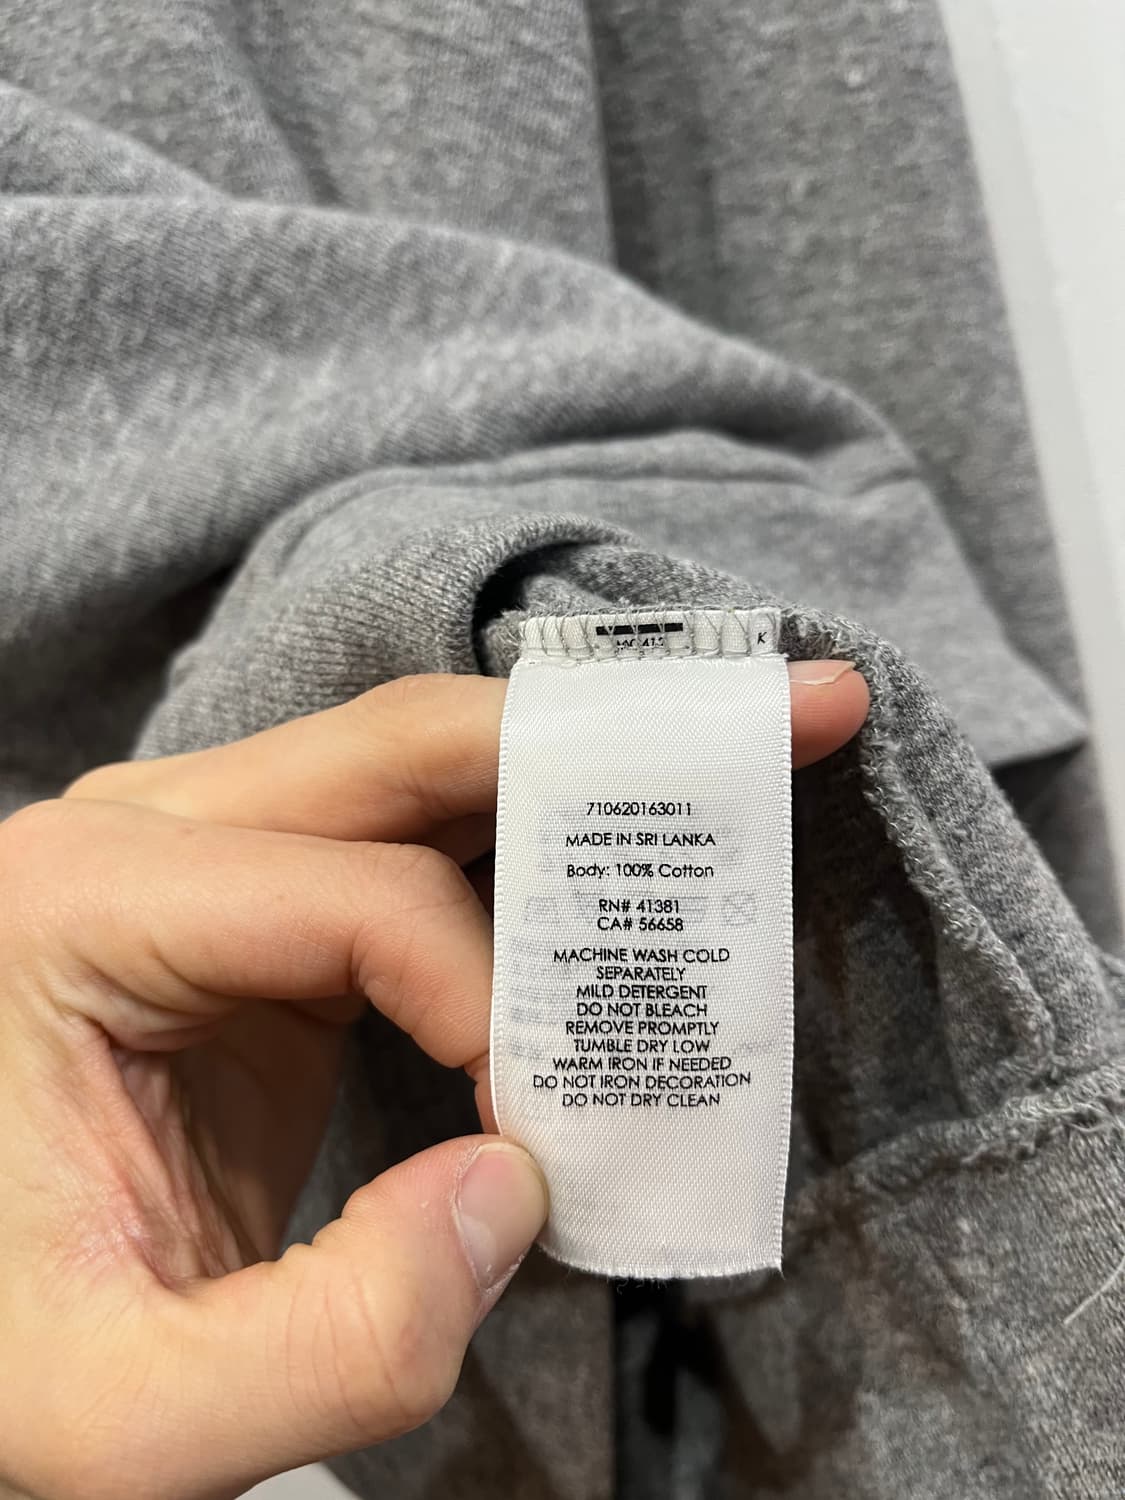 K
710620163011
MADE IN SRI LANKA
Body: 100% Cotton
RN# 41381
CA# 56658
MACHINE WASH COLD
SEPARATELY
MILD DETERGENT
DO NOT BLEACH
REMOVE PROMPTLY
TUMBLE DRY LOW
WARM IRON IF NEEDED
DO NOT IRON DECORATION
DO NOT DRY CLEAN